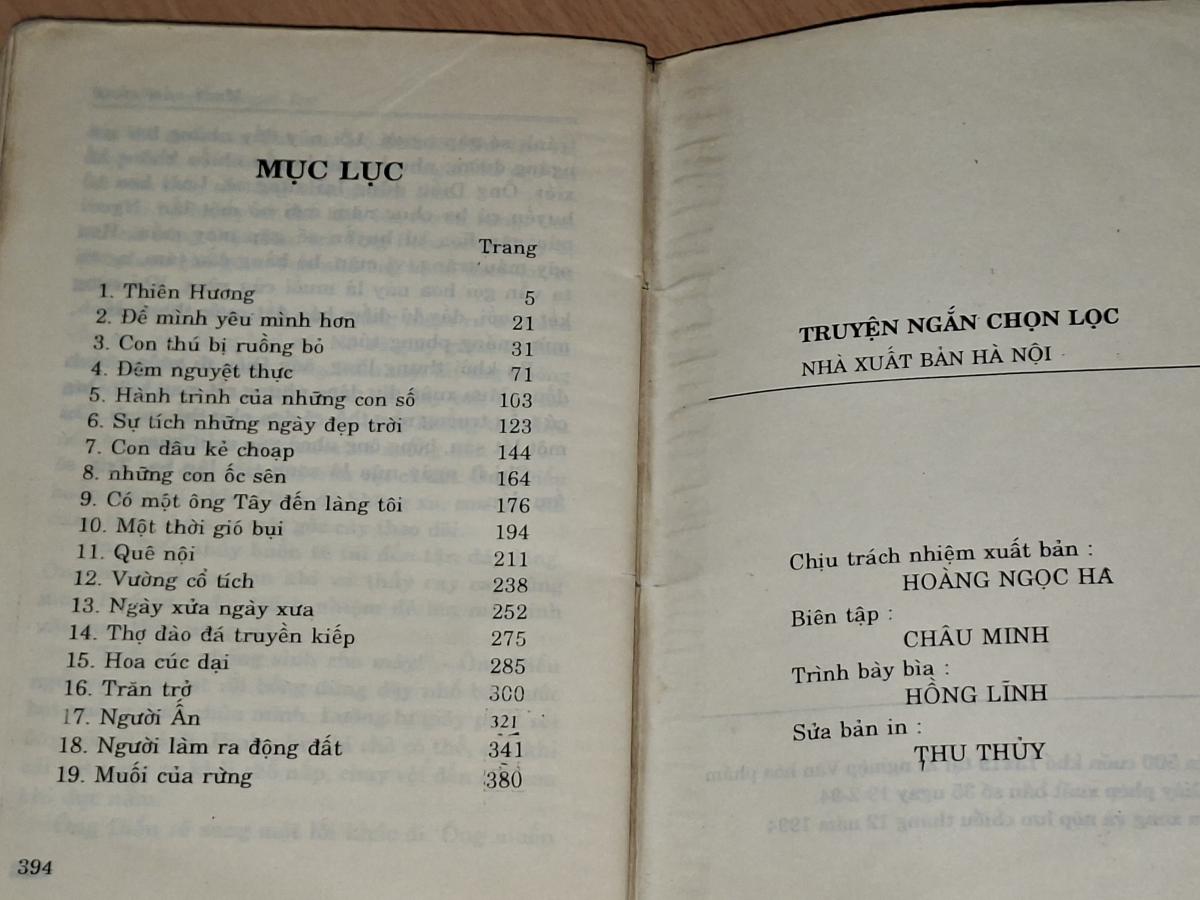 MỤC LỤC
Trang
1. Thiên Hương 5
2. Để mình yêu mình hơn 21
3. Con thú bị ruồng bỏ 31
4. Đêm nguyệt thực 71
5. Hành trình của những con số 103
6. Sự tích những ngày đẹp trời 123
7. Con dâu kẻ choạp 144
8. những con ốc sên 164
9. Có một ông Tây đến làng tôi 176
10. Một thời gió bụi 194
11. Quê nội 211
12. Vường cổ tích 238
13. Ngày xửa ngày xưa 252
14. Thợ dào đá truyền kiếp 275
15. Hoa cúc dại 285
16. Trăn trở 300
17. Người Ấn 321
18. Người làm ra động đất 341
19. Muối của rừng 380
394
TRUYỆN NGẮN CHỌN LỌC
NHÀ XUẤT BẢN HÀ NỘI
Chịu trách nhiệm xuất bản :
HOÀNG NGỌC HÀ
Biên tập :
CHÂU MINH
Trình bày bìa :
HỒNG LĨNH
Sửa bản in :
THU THỦY